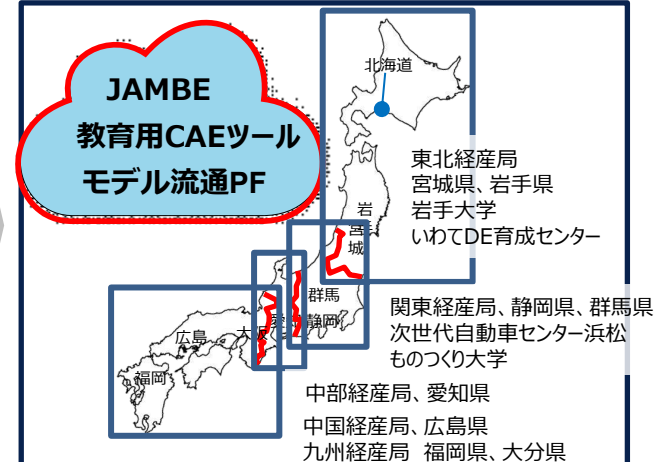 JAMBE
教育用CAEツール
モデル流通PF
北海道
東北経産局
宮城県、岩手県
岩手大学
いわてDE育成センター
岩手
宮城
群馬
愛知
静岡
大阪
広島
福岡
関東経産局、静岡県、群馬県
次世代自動車センター浜松
ものつくり大学
中部経産局、愛知県
中国経産局、広島県
九州経産局 福岡県、大分県